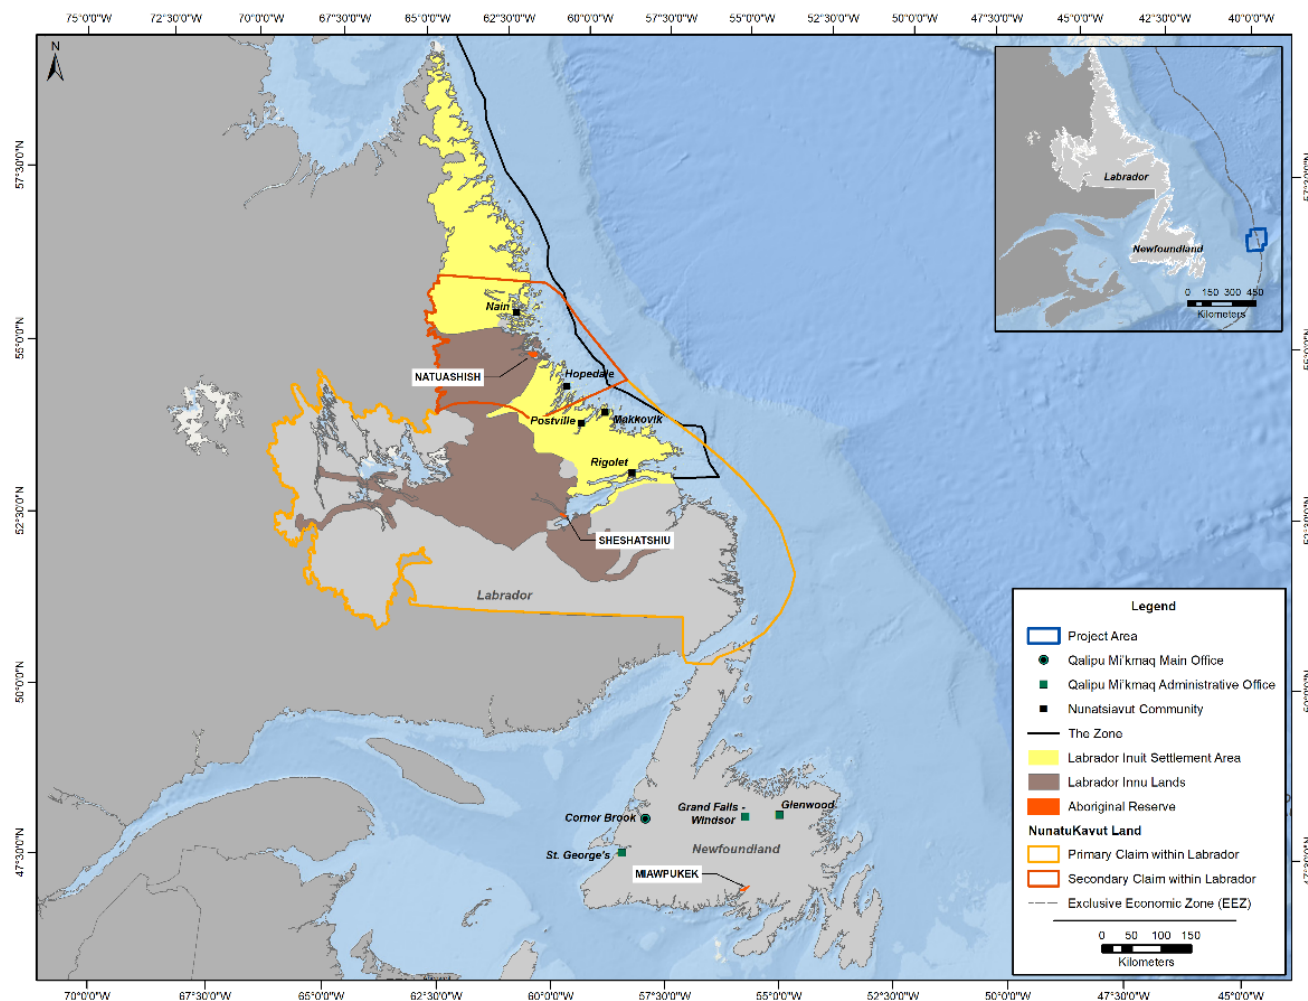 75°0'0"W 70°0'0"W 65°0'0"W 62°30'0"W 60°0'0"W 57°30'0"W 55°0'0"W 52°30'0"W 50°0'0"W 47°30'0"W 45°0'0"W 42°30'0"W 40°0'0"W
N
57°30'0"N
55°0'0"N
52°30'0"N
50°0'0"N
47°30'0"N
Labrador
Newfoundland
0 150 300 450
Kilometers
Nain
NATUASHISH
Hopedale
Postville
Makkovik
Rigolet
SHESHATSHIU
Labrador
Corner Brook
Grand Falls -
Windsor
Glenwood
St. George's
Newfoundland
MIAWPUKEK
Legend
Project Area
Qalipu Mi'kmaq Main Office
Qalipu Mi'kmaq Administrative Office
Nunatsiavut Community
The Zone
Labrador Inuit Settlement Area
Labrador Innu Lands
Aboriginal Reserve
NunatuKavut Land
Primary Claim within Labrador
Secondary Claim within Labrador
Exclusive Economic Zone (EEZ)
0 50 100 150
Kilometers
70°0'0"W 67°30'0"W 65°0'0"W 62°30'0"W 60°0'0"W 57°30'0"W 55°0'0"W 52°30'0"W 50°0'0"W 47°30'0"W 45°0'0"W